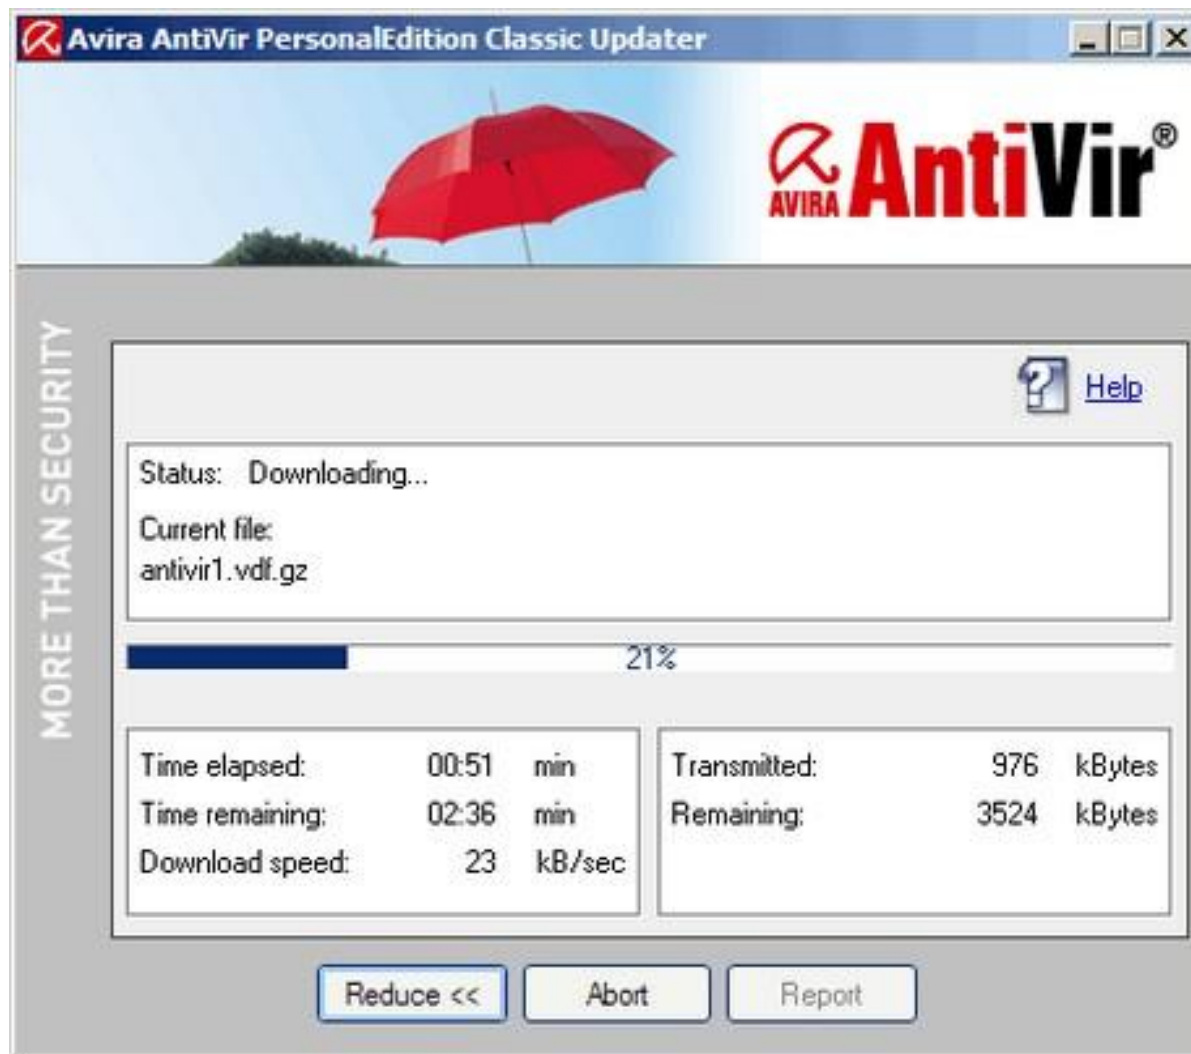 Avira AntiVir PersonalEdition Classic Updater
AVIRA AntiVir®
MORE THAN SECURITY
Help
Status: Downloading...
Current file:
antivir1.vdf.gz
21%
Time elapsed: 00:51 min
Time remaining: 02:36 min
Download speed: 23 kB/sec
Transmitted: 976 kBytes
Remaining: 3524 kBytes
Reduce << Abort Report